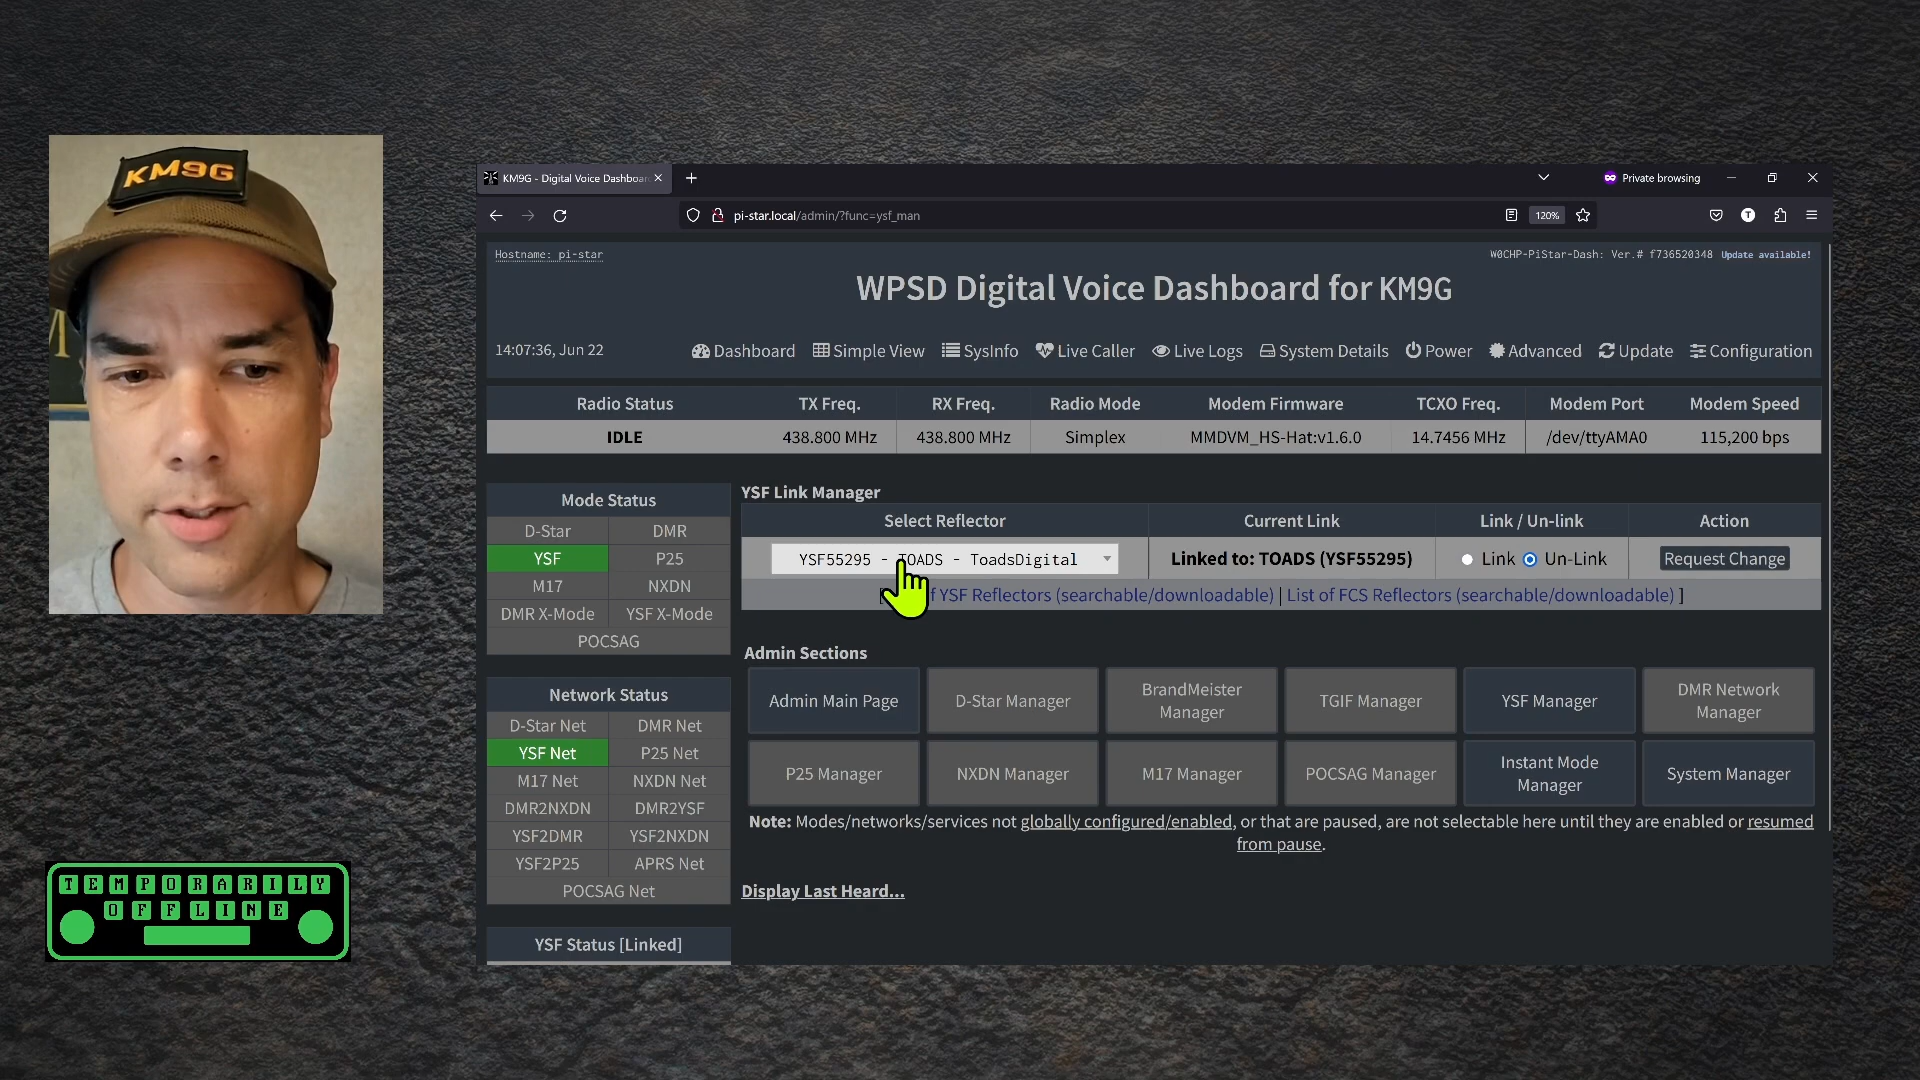 KM9G
KM9G - Digital Voice Dashboar
Private browsing
pi-star.local/admin/?func=ysf_man
120%
T
Hostname: pi-star
W0CHP-PiStar-Dash: Ver.# f736520348 Update available!
WPSD Digital Voice Dashboard for KM9G
14:07:36, Jun 22
Dashboard Simple View SysInfo Live Caller Live Logs System Details Power Advanced Update Configuration
Radio Status TX Freq. RX Freq. Radio Mode Modem Firmware TCXO Freq. Modem Port Modem Speed
IDLE 438.800 MHz 438.800 MHz Simplex MMDVM_HS-Hat:v1.6.0 14.7456 MHz /dev/ttyAMA0 115,200 bps
Mode Status
D-Star DMR
YSF P25
M17 NXDN
DMR X-Mode YSF X-Mode
POCSAG
Network Status
D-Star Net DMR Net
YSF Net P25 Net
M17 Net NXDN Net
DMR2NXDN DMR2YSF
YSF2DMR YSF2NXDN
YSF2P25 APRS Net
POCSAG Net
YSF Status [Linked]
YSF Link Manager
Select Reflector Current Link Link / Un-link Action
YSF55295 - TOADS - ToadsDigital Linked to: TOADS (YSF55295) Link Un-Link Request Change
[ YSF Reflectors (searchable/downloadable) | List of FCS Reflectors (searchable/downloadable) ]
Admin Sections
Admin Main Page D-Star Manager BrandMeister Manager TGIF Manager YSF Manager DMR Network Manager
P25 Manager NXDN Manager M17 Manager POCSAG Manager Instant Mode Manager System Manager
Note: Modes/networks/services not globally configured/enabled, or that are paused, are not selectable here until they are enabled or resumed
from pause.
Display Last Heard...
TEMPORARILY
OFFLINE